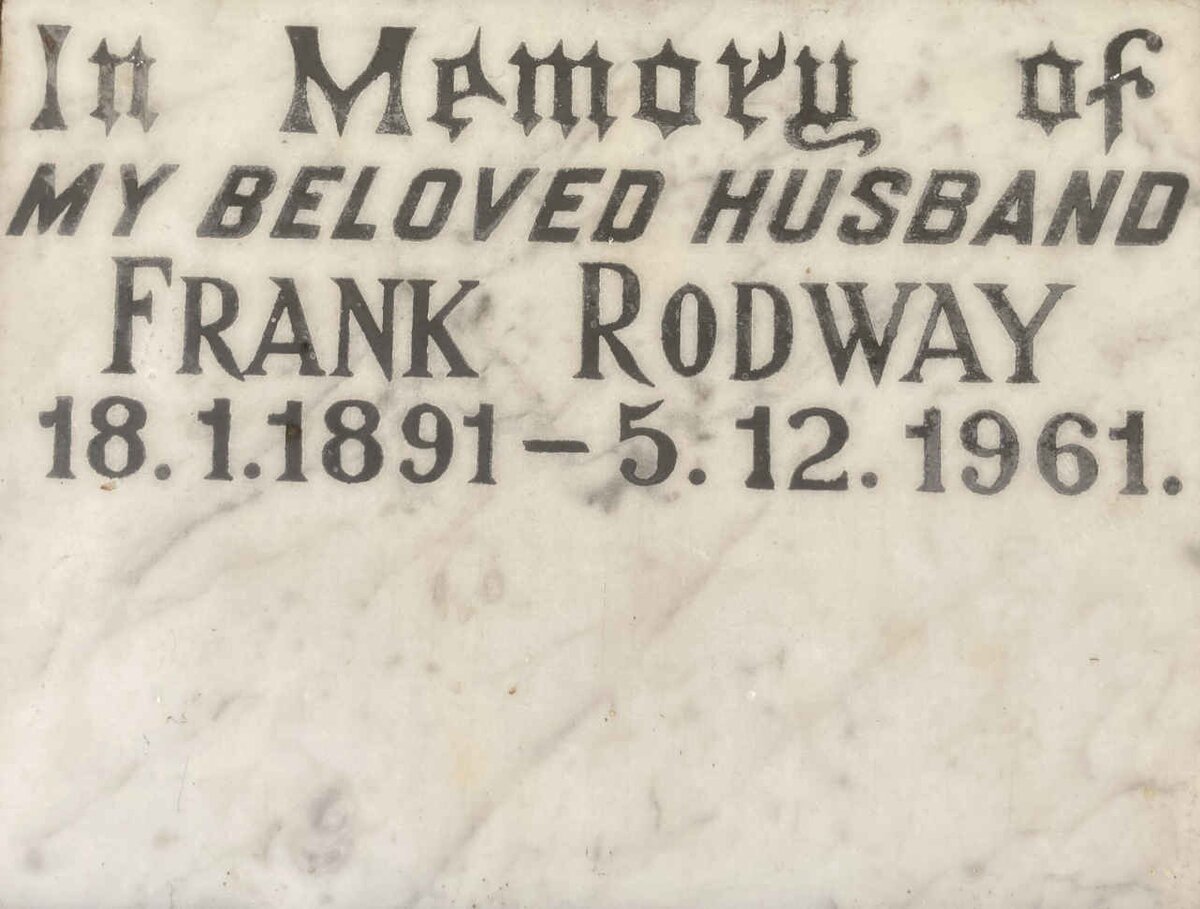 In Memory of
MY BELOVED HUSBAND
FRANK RODWAY
18.1.1891 – 5.12.1961.